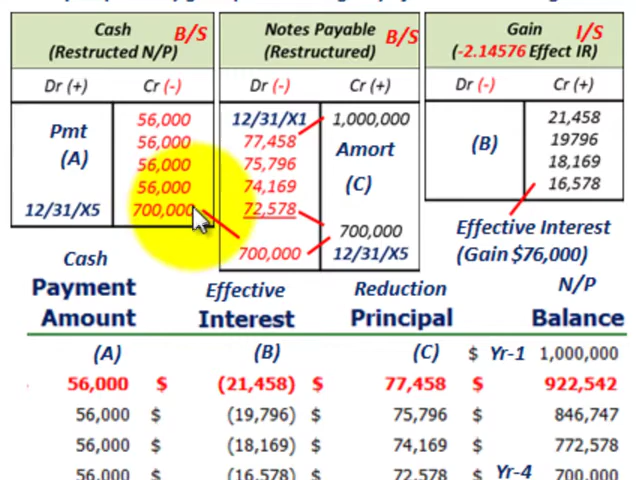 Cash
(Restructed N/P)
B/S
Dr (+)
Cr (-)
Pmt
(A)
56,000
56,000
56,000
56,000
12/31/X5
700,000
Notes Payable
(Restructured)
B/S
Dr (-)
Cr (+)
12/31/X1
1,000,000
77,458
75,796
74,169
72,578
Amort
(C)
700,000
700,000
12/31/X5
Gain
I/S
(-2.14576 Effect IR)
Dr (-)
Cr (+)
(B)
21,458
19796
18,169
16,578
Effective Interest
(Gain $76,000)
Cash
Payment
Amount
Effective
Interest
Reduction
Principal
N/P
Balance
(A) (B) (C) $ Yr-1 1,000,000
56,000 $ (21,458) $ 77,458 $ 922,542
56,000 $ (19,796) $ 75,796 $ 846,747
56,000 $ (18,169) $ 74,169 $ 772,578
56,000 $ (16,578) $ 72,578 $ Yr-4 700,000